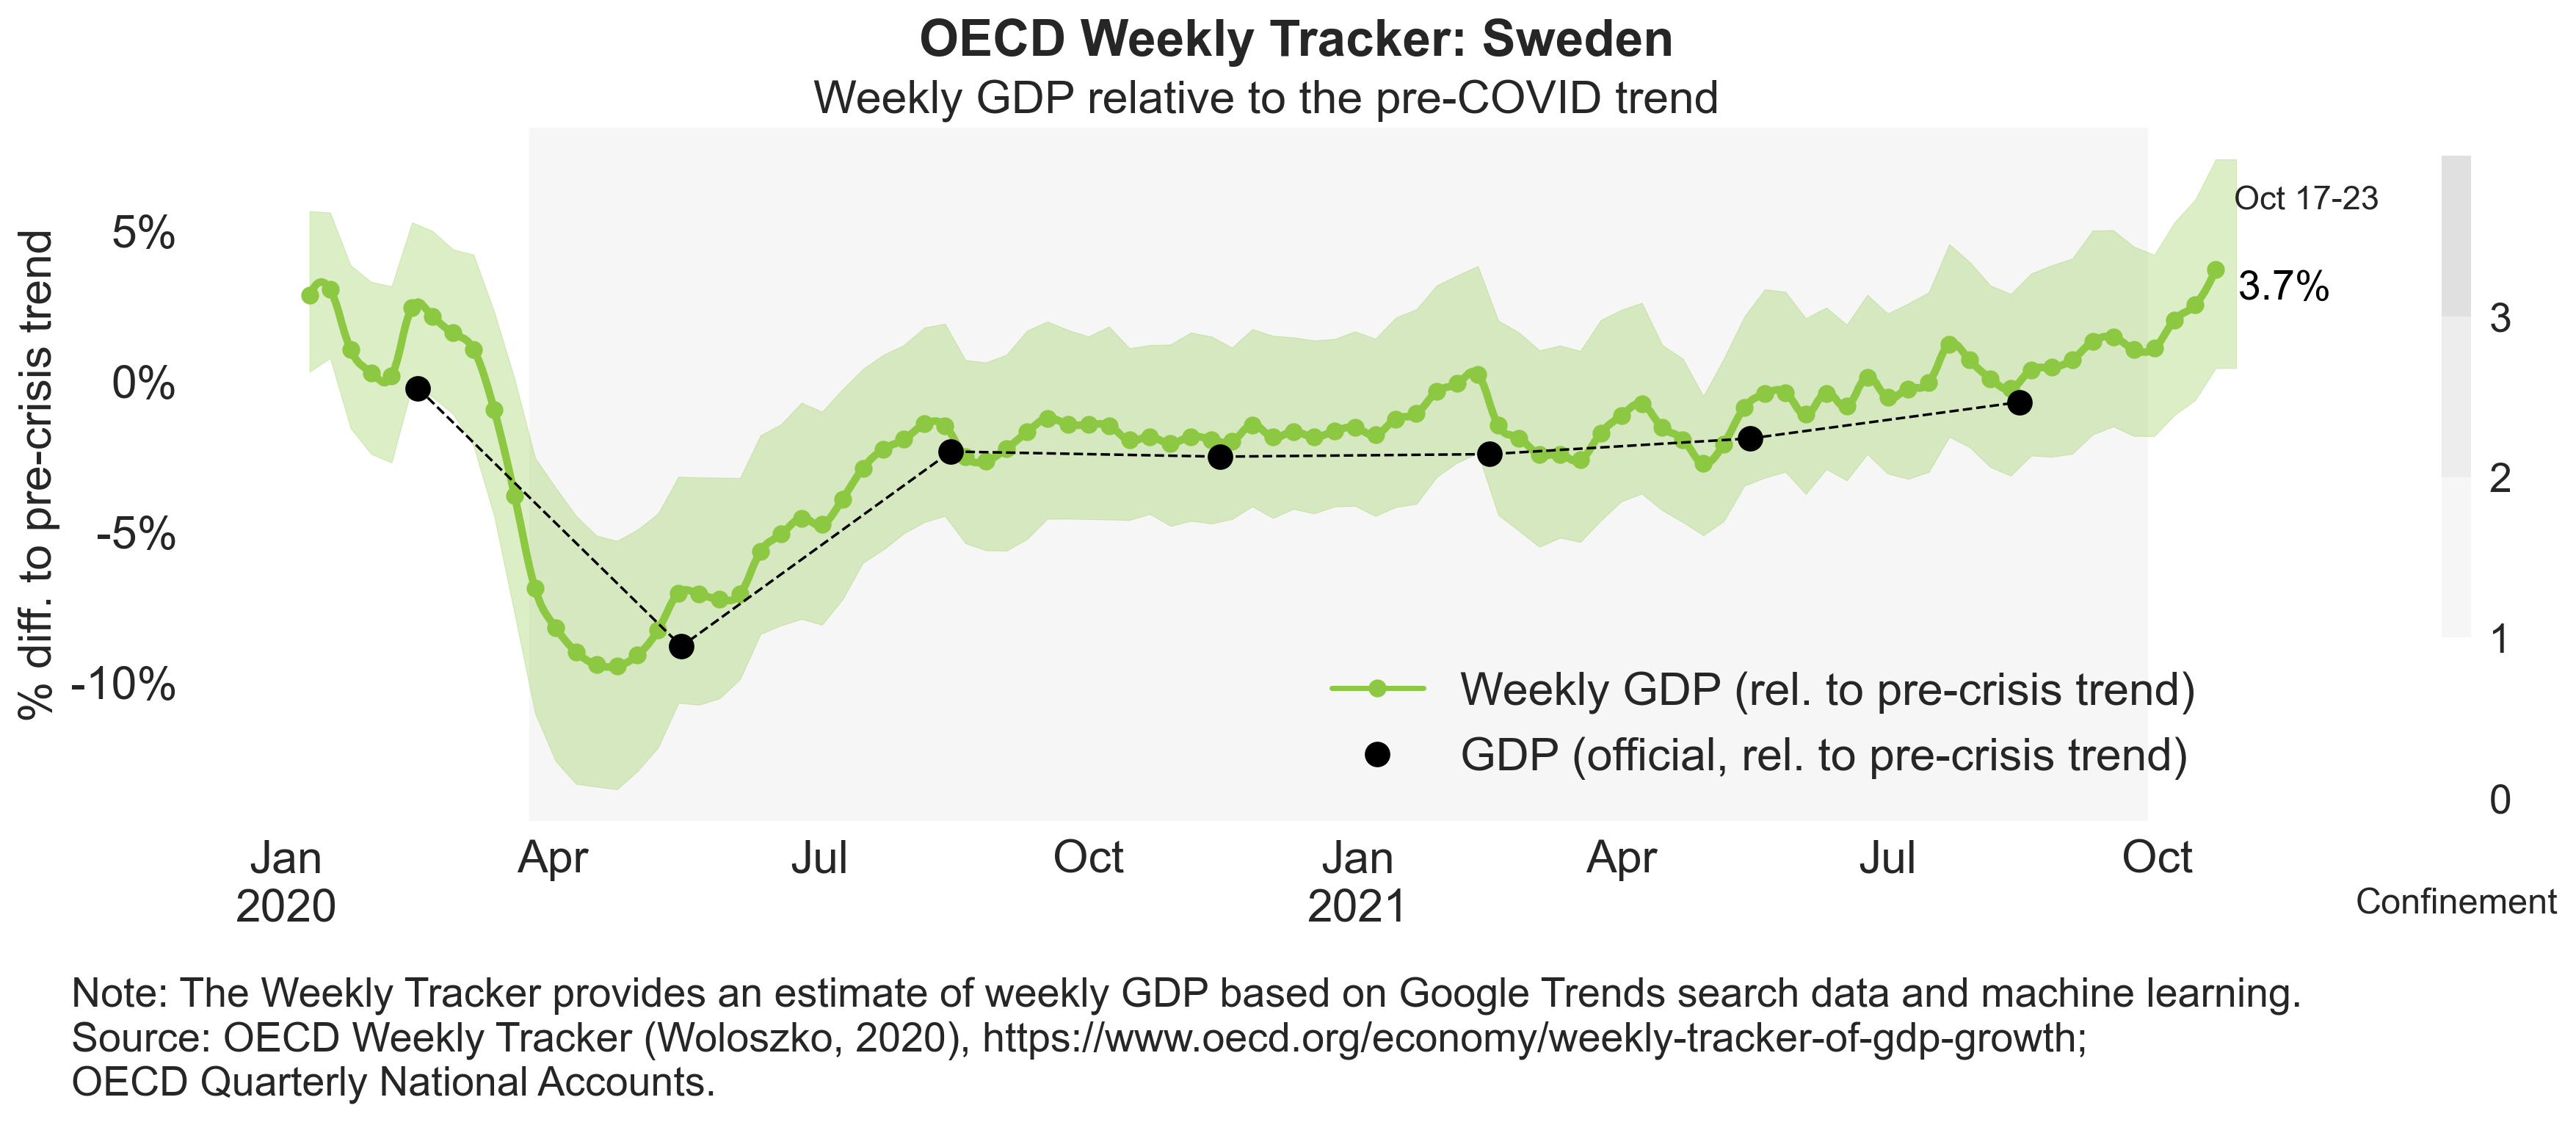 OECD Weekly Tracker: Sweden
Weekly GDP relative to the pre-COVID trend
% diff. to pre-crisis trend
5%
0%
-5%
-10%
Oct 17-23
3.7%
Weekly GDP (rel. to pre-crisis trend)
GDP (official, rel. to pre-crisis trend)
3
2
1
0
Jan Apr Jul Oct Jan Apr Jul Oct
2020 2021
Confinement
Note: The Weekly Tracker provides an estimate of weekly GDP based on Google Trends search data and machine learning.
Source: OECD Weekly Tracker (Woloszko, 2020), https://www.oecd.org/economy/weekly-tracker-of-gdp-growth;
OECD Quarterly National Accounts.